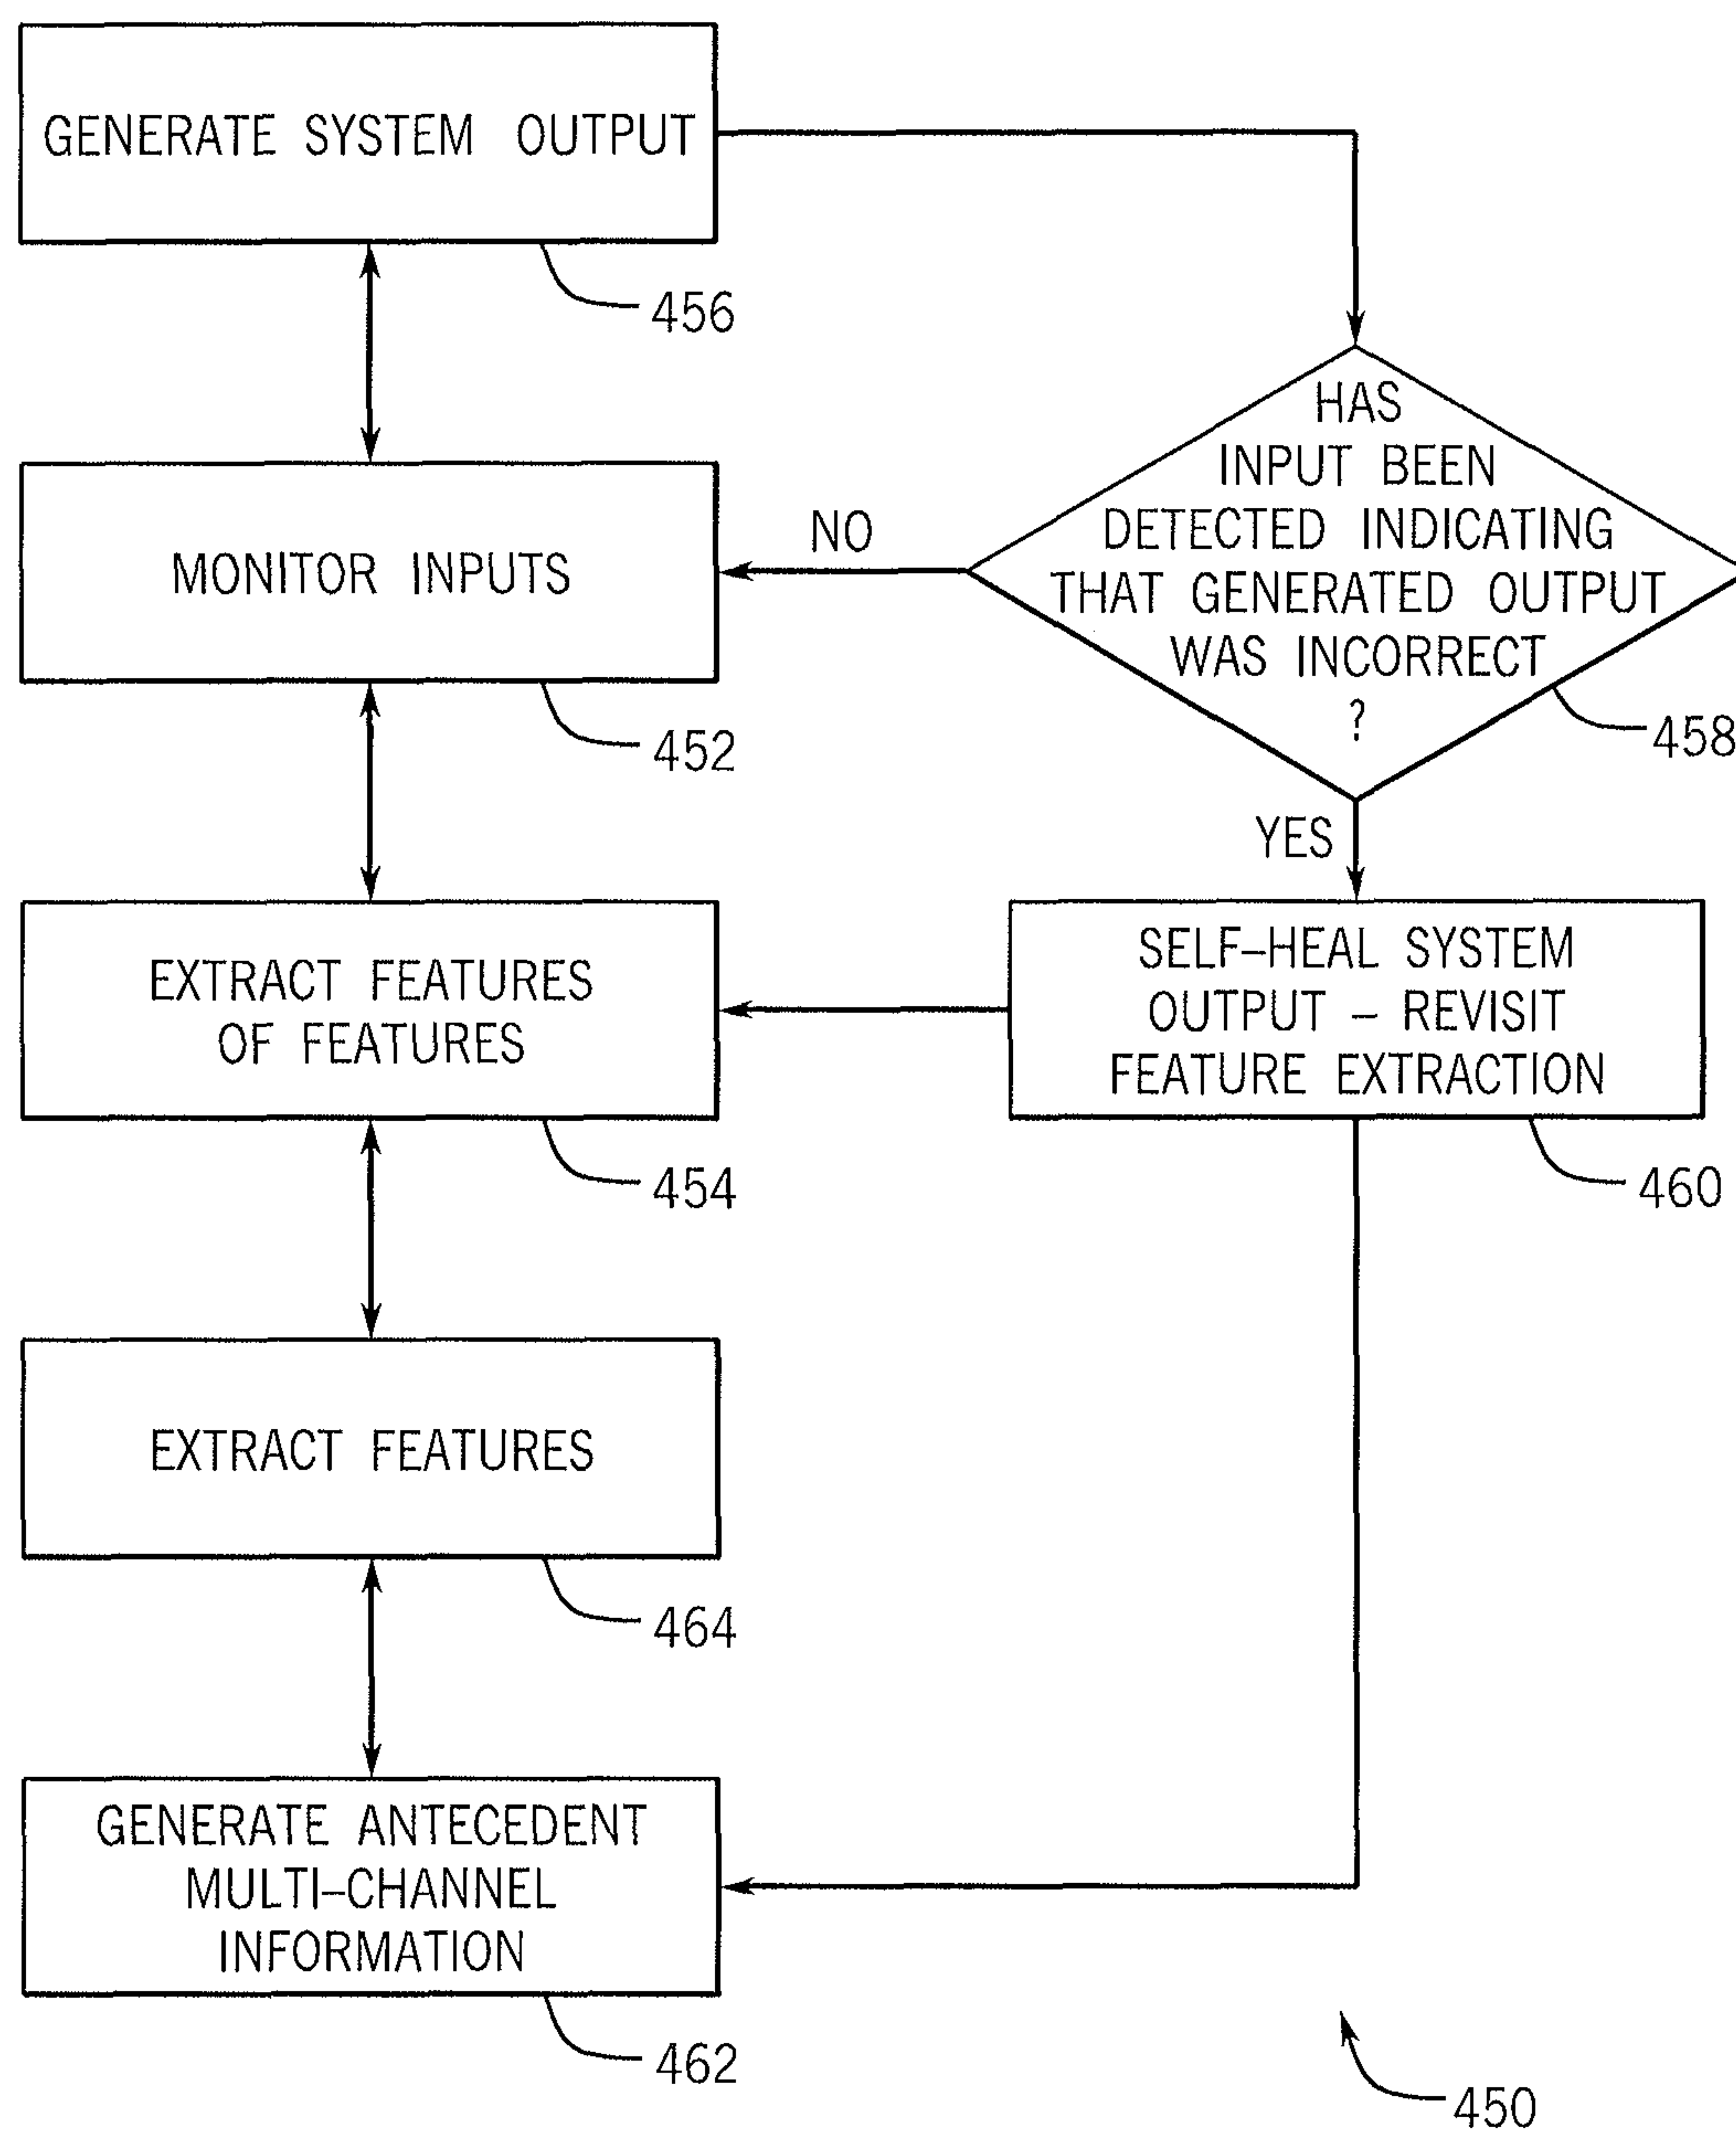 GENERATE SYSTEM OUTPUT
456
HAS
INPUT BEEN
DETECTED INDICATING
THAT GENERATED OUTPUT
WAS INCORRECT
?
458
NO
MONITOR INPUTS
452
YES
EXTRACT FEATURES
OF FEATURES
454
SELF-HEAL SYSTEM
OUTPUT - REVISIT
FEATURE EXTRACTION
460
EXTRACT FEATURES
464
GENERATE ANTECEDENT
MULTI-CHANNEL
INFORMATION
462
450